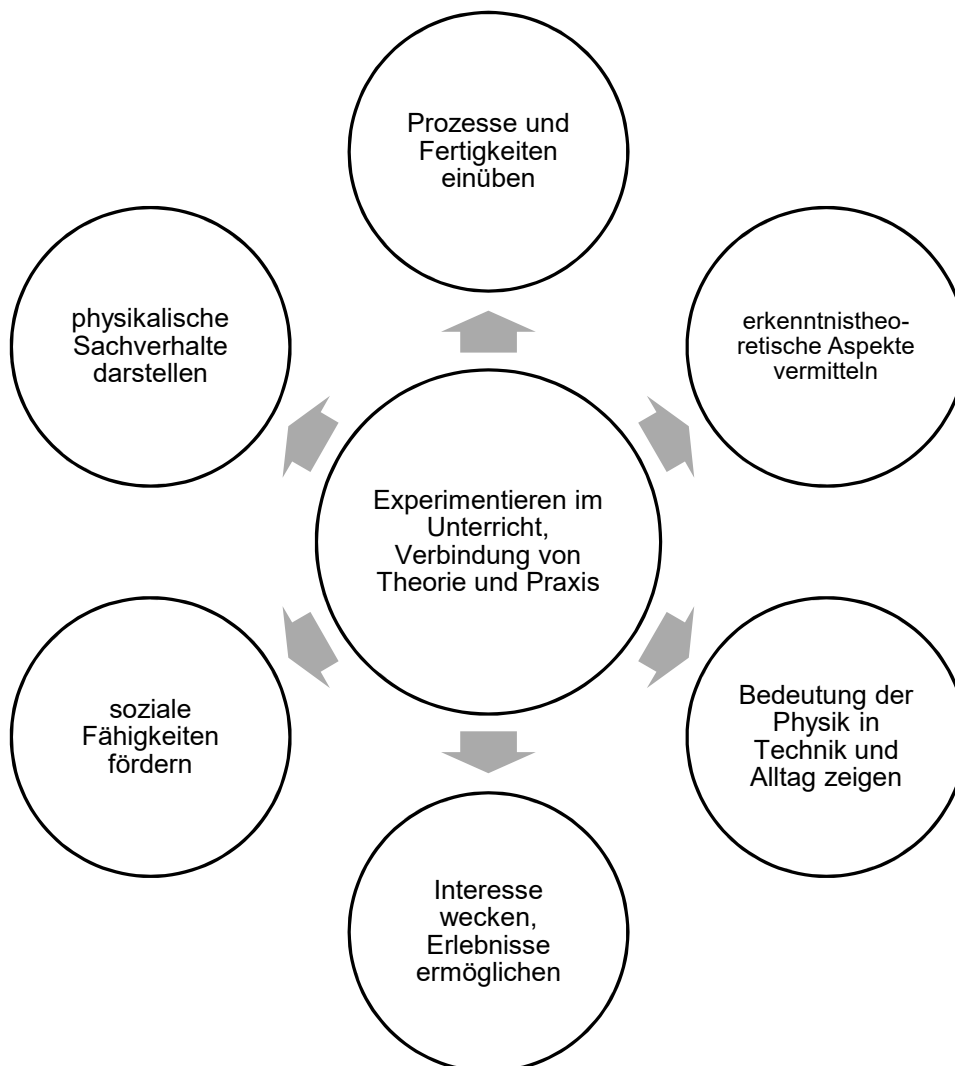 Prozesse und
Fertigkeiten
einüben
physikalische
Sachverhalte
darstellen
erkenntnistheo-
retische Aspekte
vermitteln
Experimentieren im
Unterricht,
Verbindung von
Theorie und Praxis
soziale
Fähigkeiten
fördern
Bedeutung der
Physik in
Technik und
Alltag zeigen
Interesse
wecken,
Erlebnisse
ermöglichen